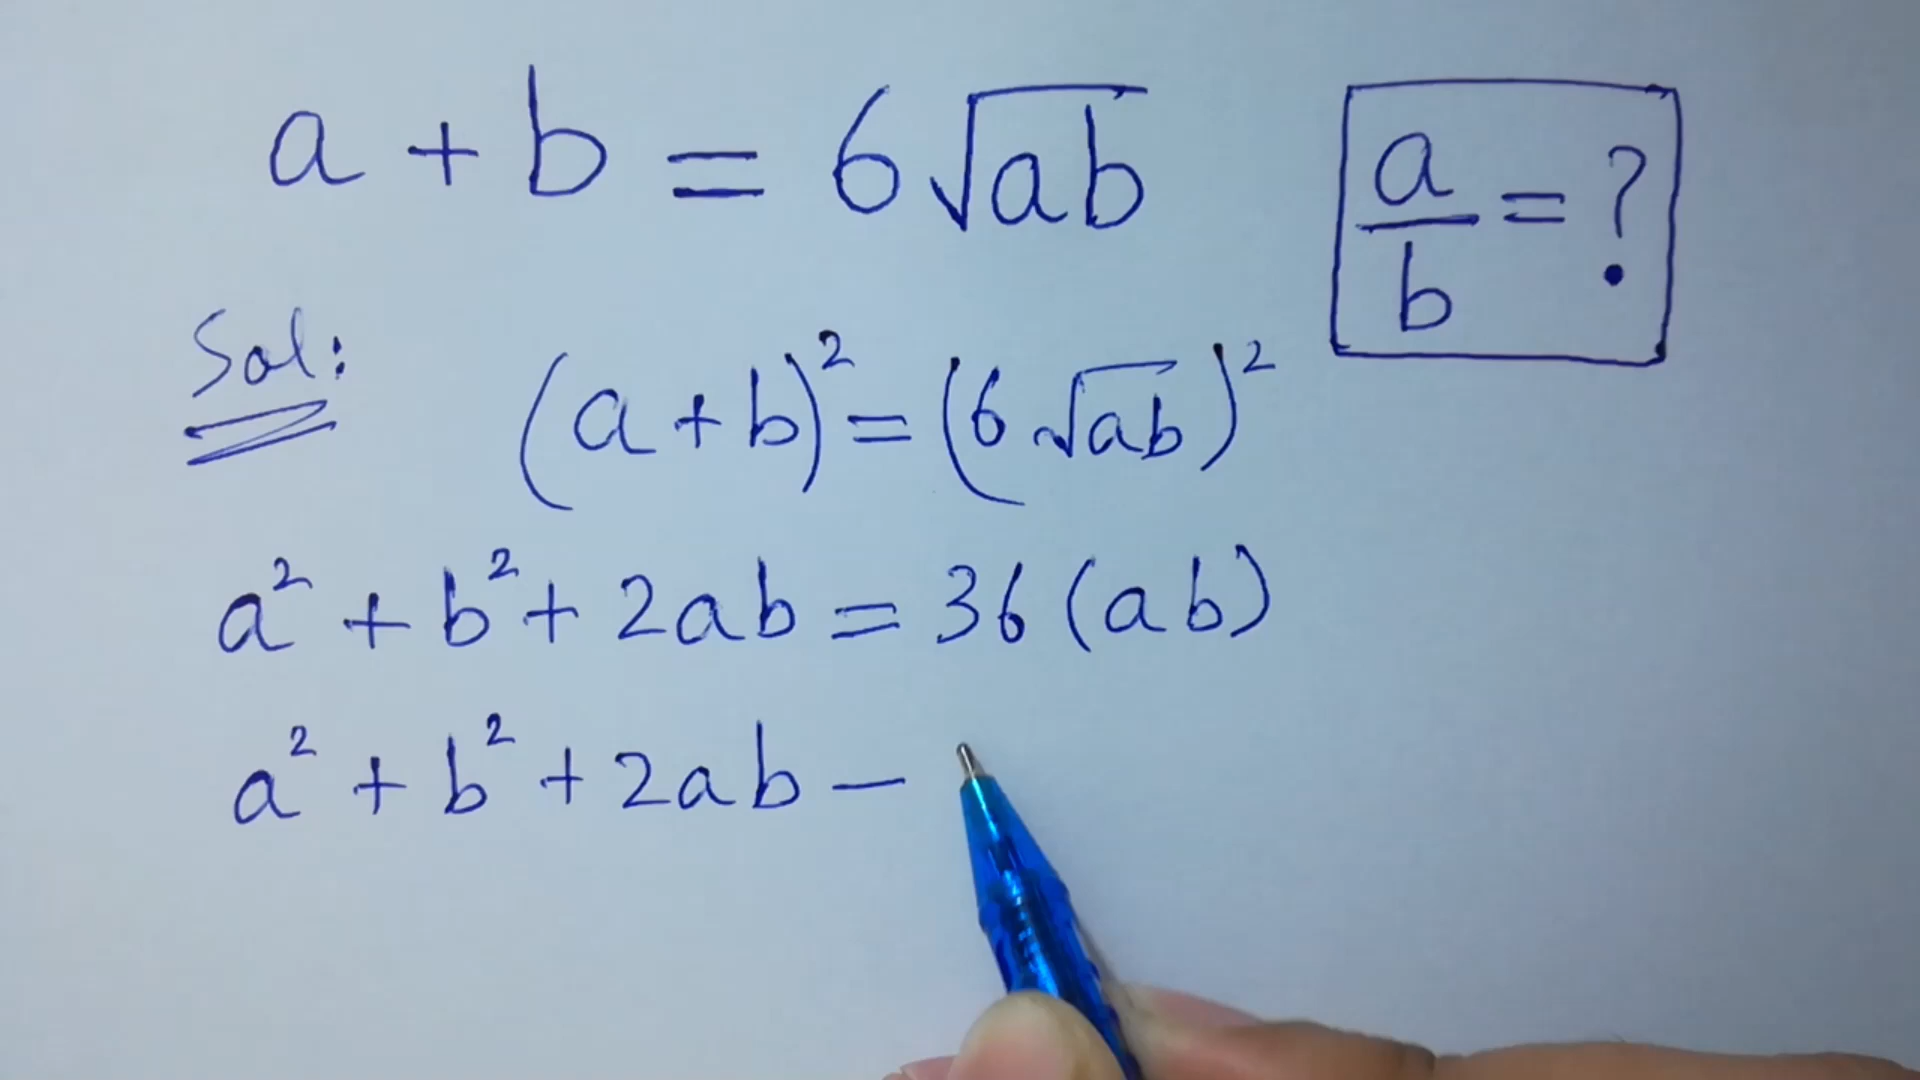 a + b = 6√ab
a/b = ?
Sol:
(a + b)² = (6√ab)²
a² + b² + 2ab = 36(ab)
a² + b² + 2ab −